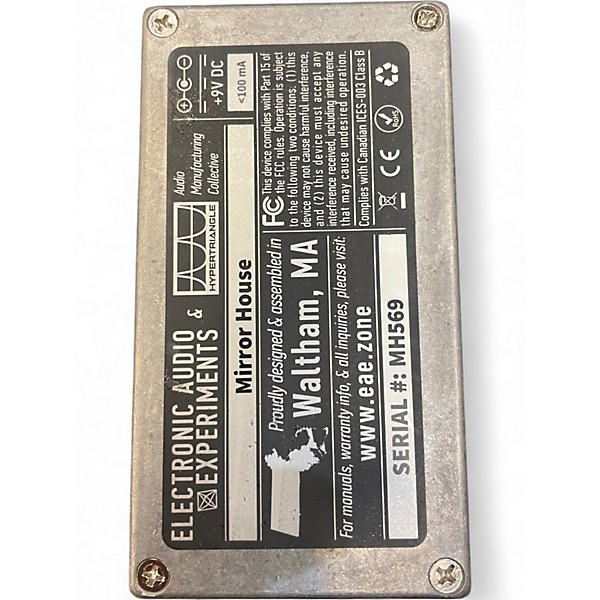 ELECTRONIC AUDIO
EXPERIMENTS &
HYPERTRIANGLE
Audio
Manufacturing
Collective
+9V DC
<100 mA
Mirror House
Proudly designed & assembled in
Waltham, MA
For manuals, warranty info, & all inquiries, please visit:
www.eae.zone
SERIAL #: MH569
FC This device complies with Part 15 of
the FCC rules. Operation is subject
to the following two conditions. (1) this
device may not cause harmful interference,
and (2) this device must accept any
interference received, including interference
that may cause undesired operation.
Complies with Canadian ICES-003 Class B
CE
RoHS